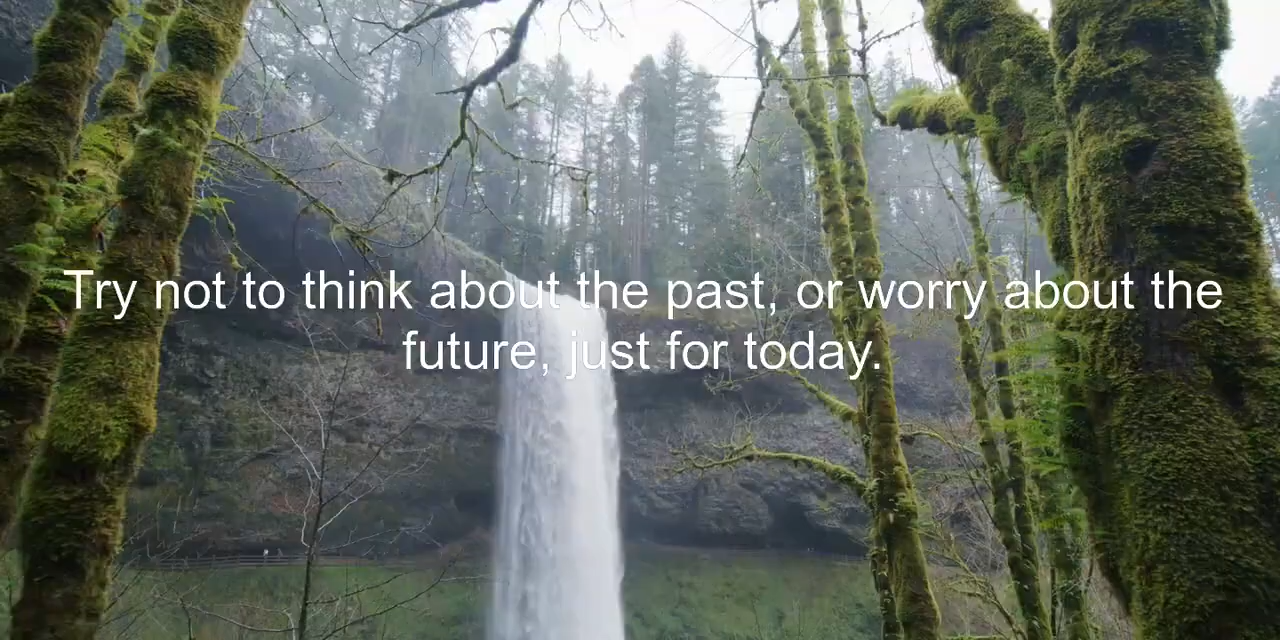 Try not to think about the past, or worry about the
future, just for today.